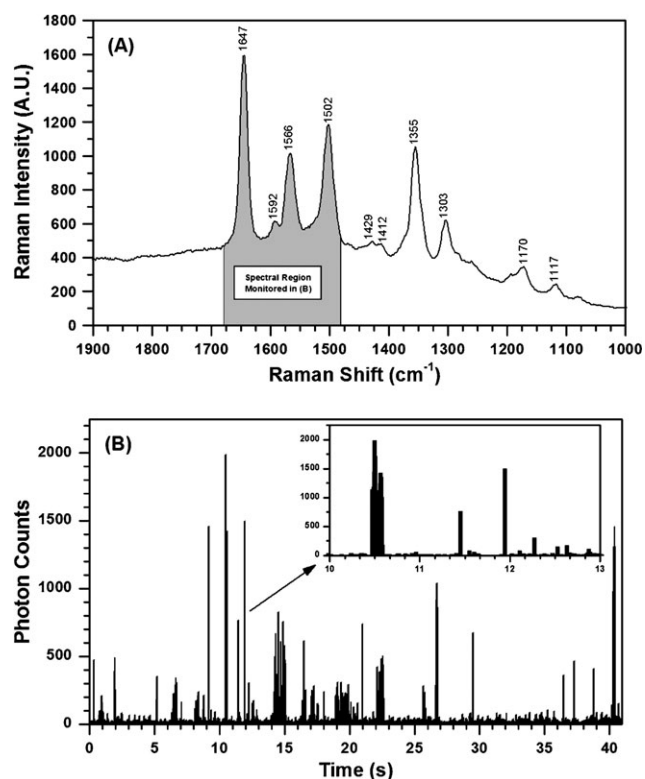 (A)
1647
1566
1592
1502
1429
1412
1355
1303
1170
1117
Spectral Region
Monitored in (B)
Raman Intensity (A.U.)
1800
1600
1400
1200
1000
800
600
400
200
0
1900 1800 1700 1600 1500 1400 1300 1200 1100 1000
Raman Shift (cm⁻¹)
(B)
Photon Counts
2000
1500
1000
500
0
2000
1500
1000
500
0
10 11 12 13
0 5 10 15 20 25 30 35 40
Time (s)